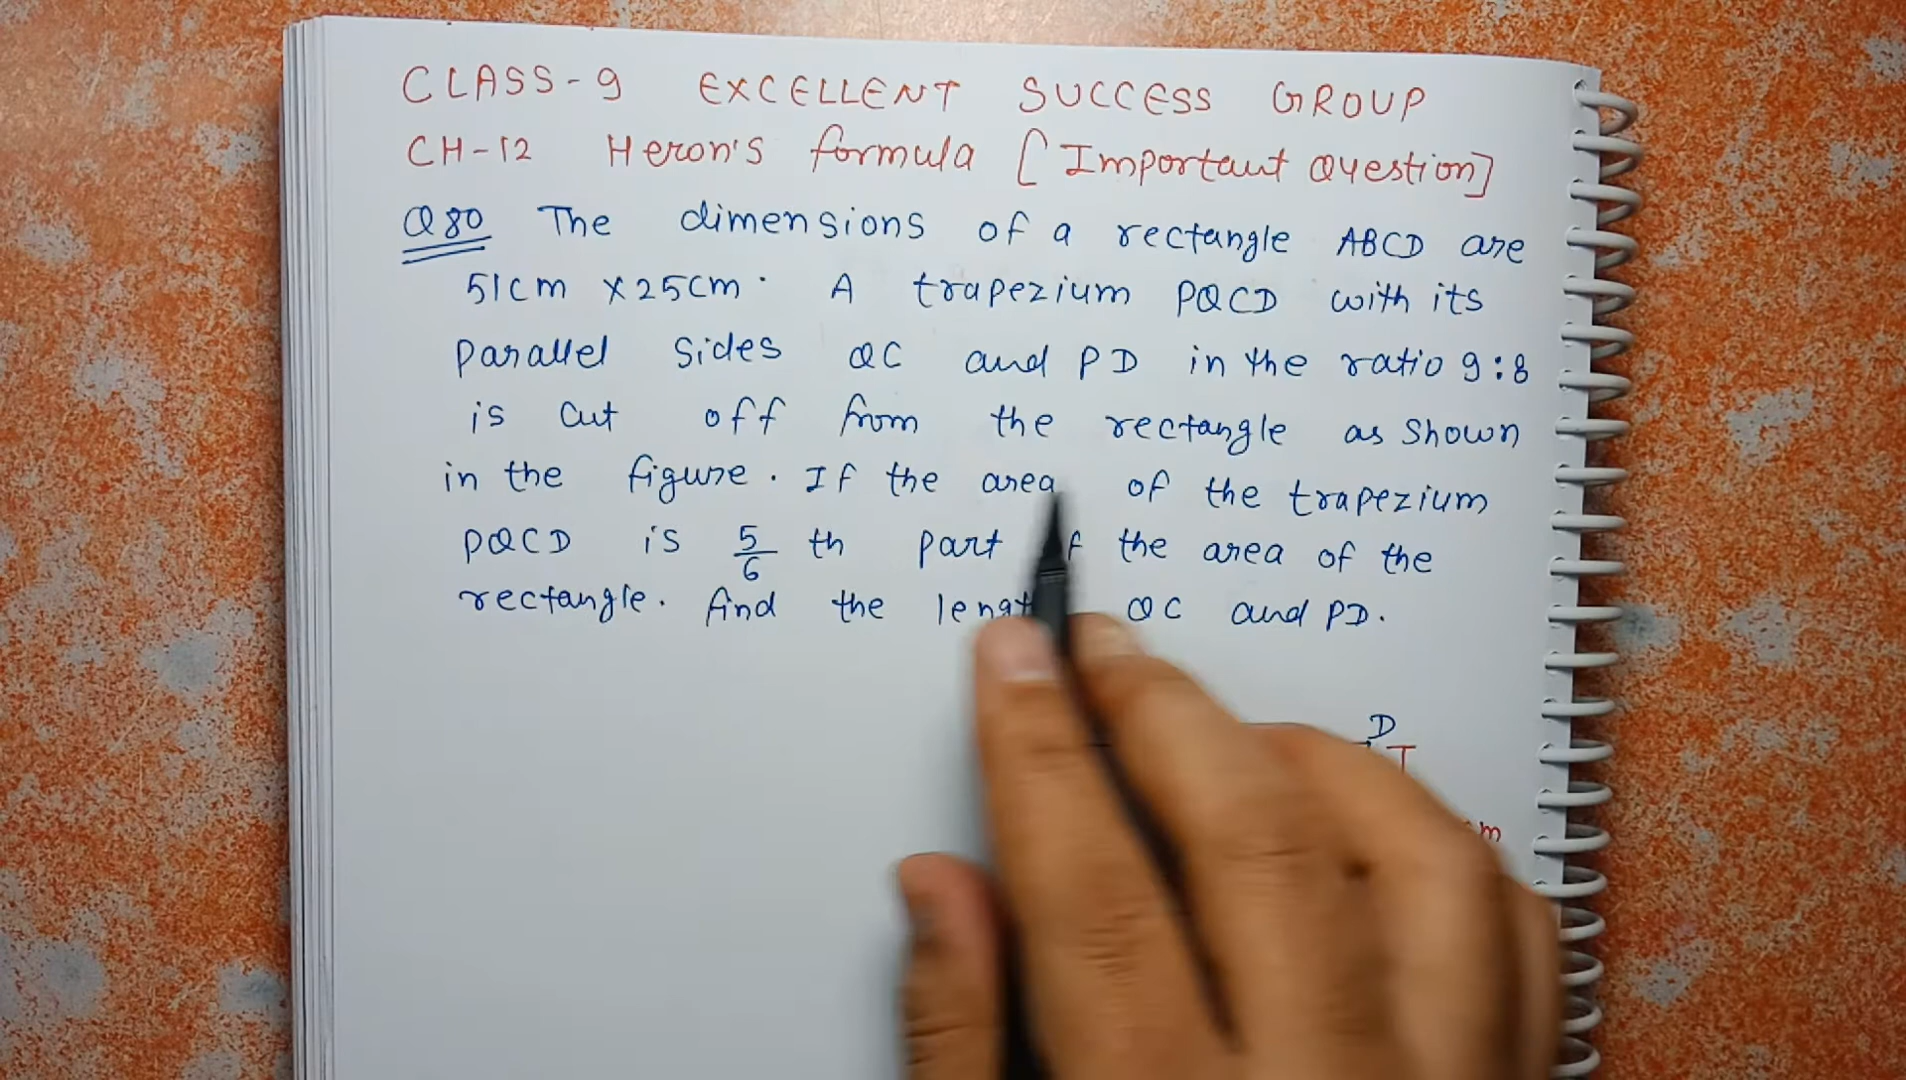 CLASS-9 EXCELLENT SUCCESS GROUP
CH-12 Heron's formula [Important Question]
Q80 The dimensions of a rectangle ABCD are
51cm x25cm. A trapezium PQCD with its
Parallel sides QC and PD in the ratio 9:8
is cut off from the rectangle as shown
in the figure. If the area of the trapezium
PQCD is 5/6 th part of the area of the
rectangle. find the QC and PD.
D
m